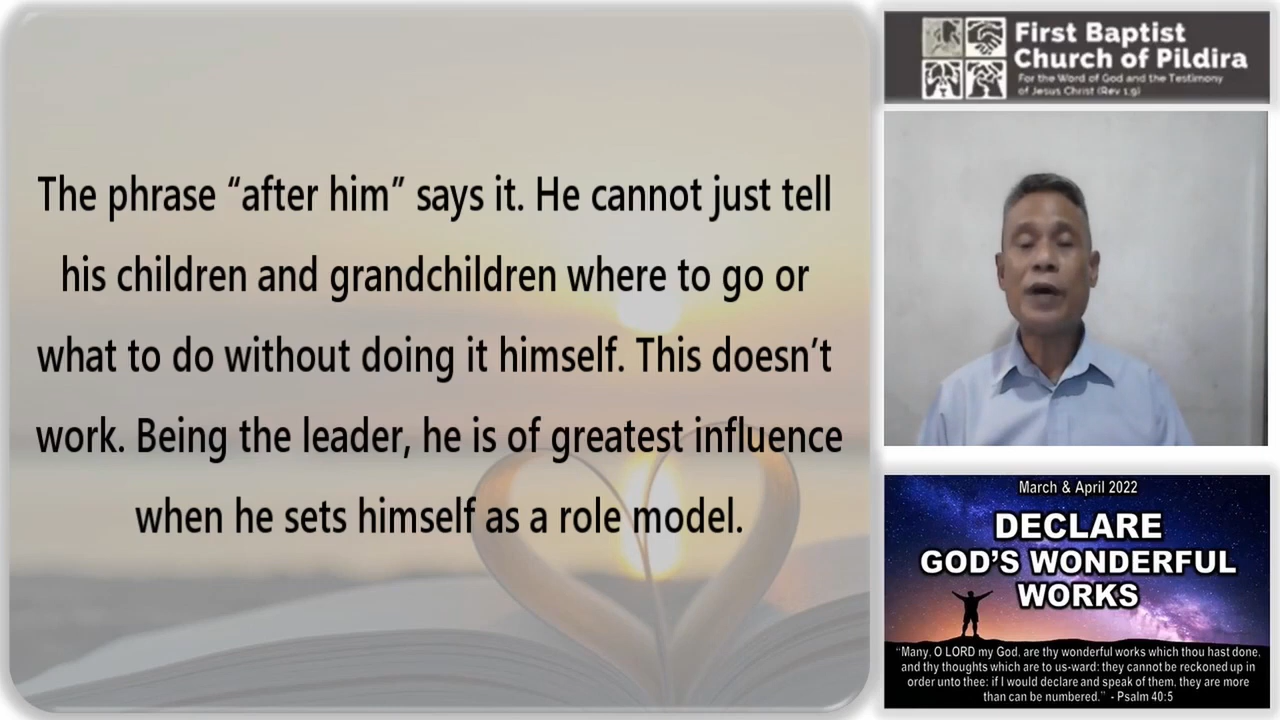 The phrase “after him” says it. He cannot just tell
his children and grandchildren where to go or
what to do without doing it himself. This doesn’t
work. Being the leader, he is of greatest influence
when he sets himself as a role model.
First Baptist
Church of Pildira
For the Word of God and the Testimony
of Jesus Christ (Rev 1:9)
March & April 2022
DECLARE
GOD’S WONDERFUL
WORKS
“Many, O LORD my God, are thy wonderful works which thou hast done,
and thy thoughts which are to us-ward: they cannot be reckoned up in
order unto thee: if I would declare and speak of them, they are more
than can be numbered.” - Psalm 40:5